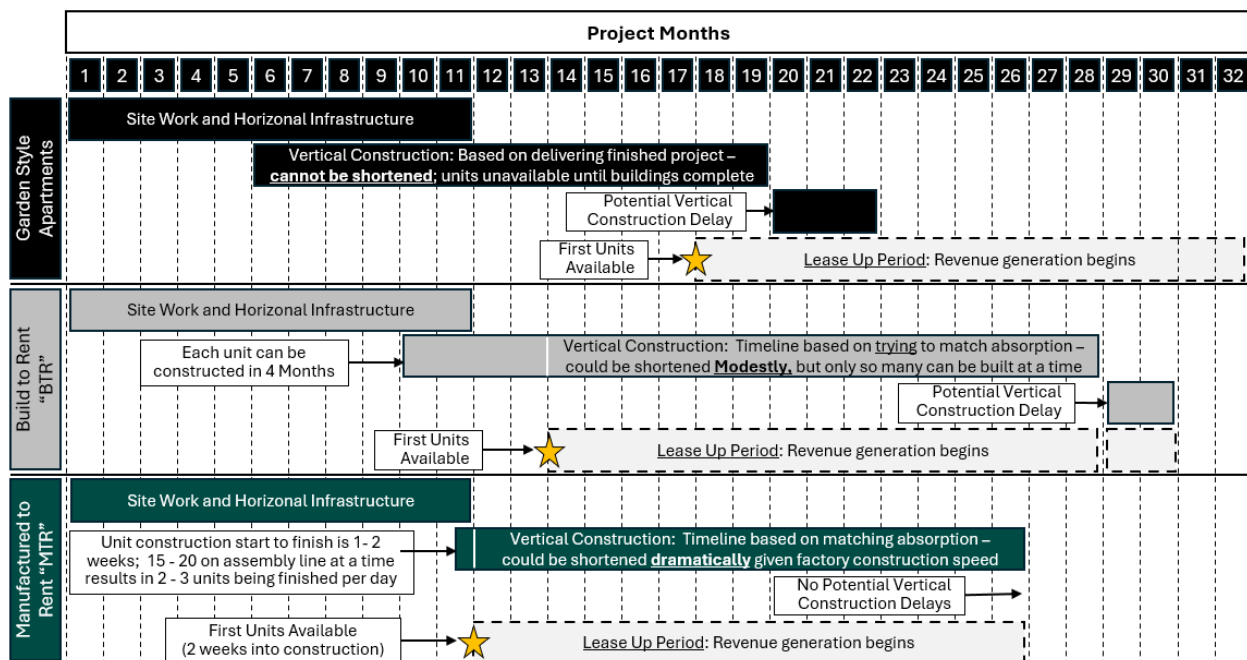 Project Months
1 2 3 4 5 6 7 8 9 10 11 12 13 14 15 16 17 18 19 20 21 22 23 24 25 26 27 28 29 30 31 32
Garden Style
Apartments
Site Work and Horizonal Infrastructure
Vertical Construction: Based on delivering finished project –
cannot be shortened; units unavailable until buildings complete
Potential Vertical
Construction Delay
First Units
Available
Lease Up Period: Revenue generation begins
Build to Rent
“BTR”
Site Work and Horizonal Infrastructure
Each unit can be
constructed in 4 Months
Vertical Construction: Timeline based on trying to match absorption –
could be shortened Modestly, but only so many can be built at a time
Potential Vertical
Construction Delay
First Units
Available
Lease Up Period: Revenue generation begins
Manufactured to
Rent “MTR”
Site Work and Horizonal Infrastructure
Unit construction start to finish is 1- 2
weeks; 15 - 20 on assembly line at a time
results in 2 - 3 units being finished per day
Vertical Construction: Timeline based on matching absorption –
could be shortened dramatically given factory construction speed
No Potential Vertical
Construction Delays
First Units Available
(2 weeks into construction)
Lease Up Period: Revenue generation begins